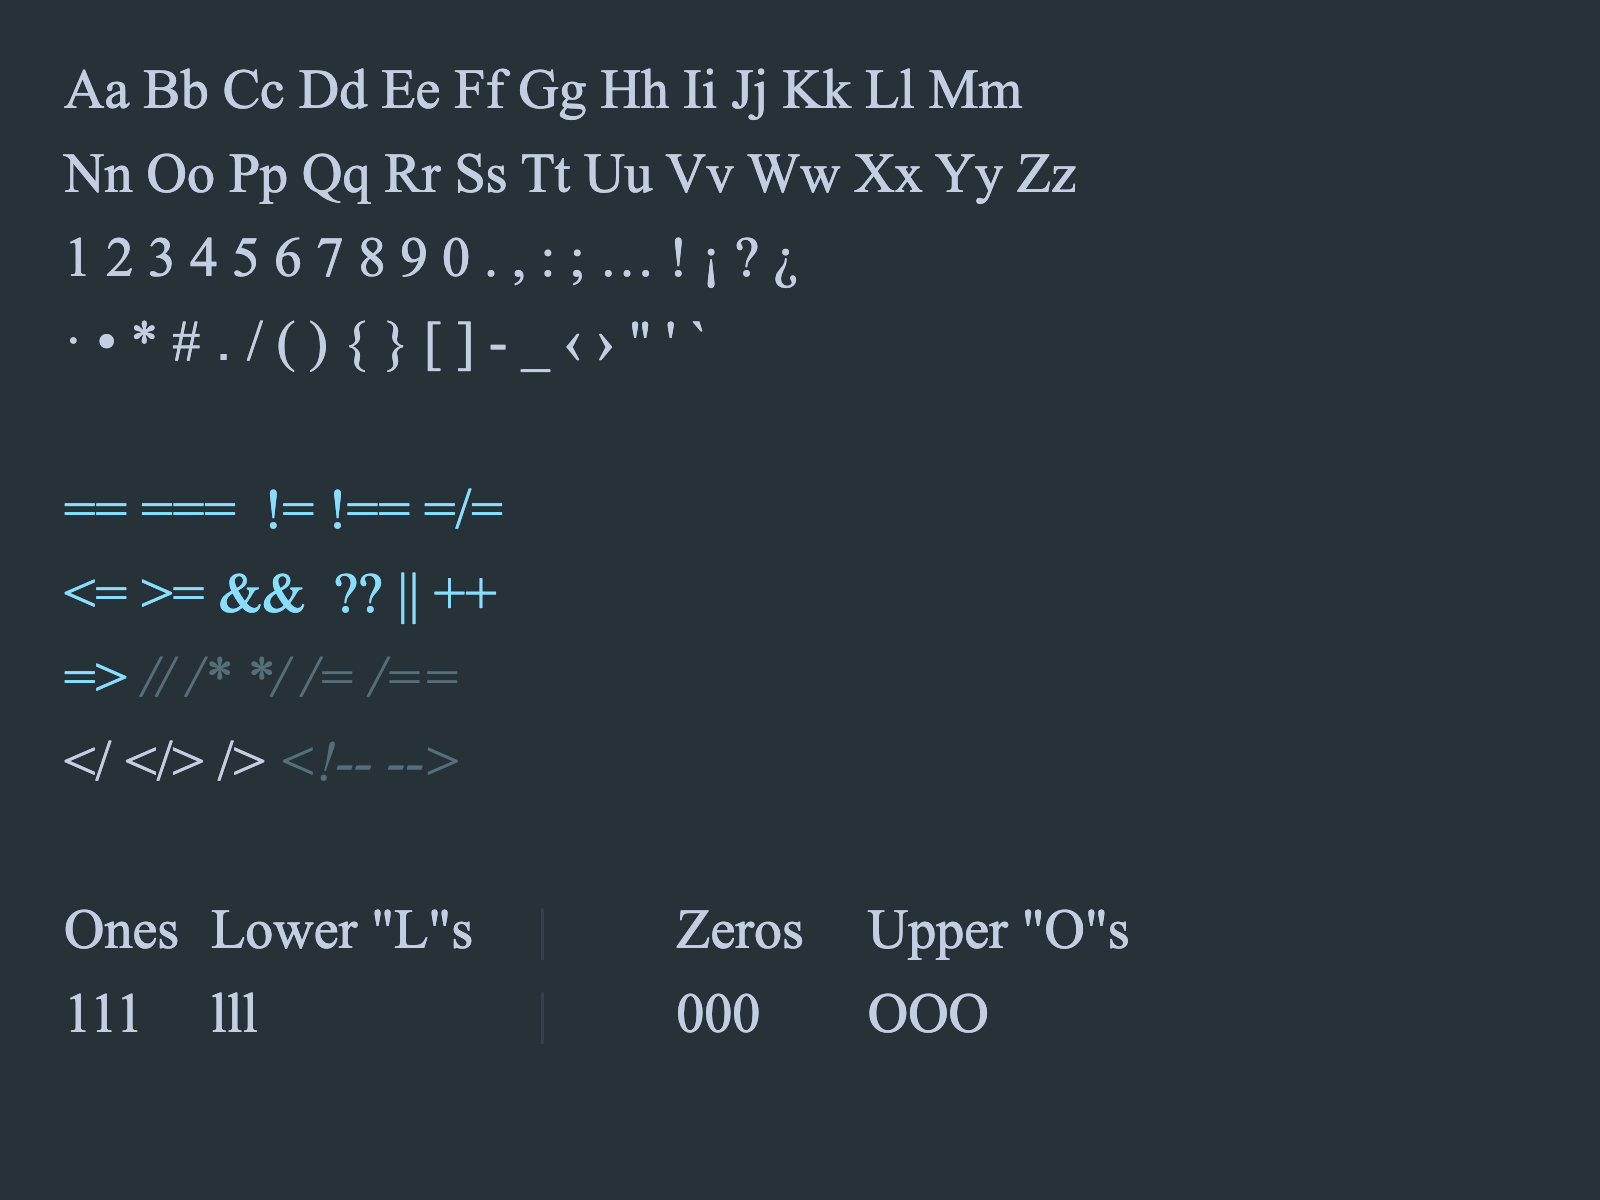 Aa Bb Cc Dd Ee Ff Gg Hh Ii Jj Kk Ll Mm
Nn Oo Pp Qq Rr Ss Tt Uu Vv Ww Xx Yy Zz
1 2 3 4 5 6 7 8 9 0 . , : ; … ! ¡ ? ¿
· • * # . / ( ) { } [ ] - _ ‹ › " ' `
== === != !== =/=
<= >= && ?? || ++
=> // /* */ /= /==
</ </> /> <!-- -->
Ones Lower "L"s | Zeros Upper "O"s
111 lll | 000 OOO